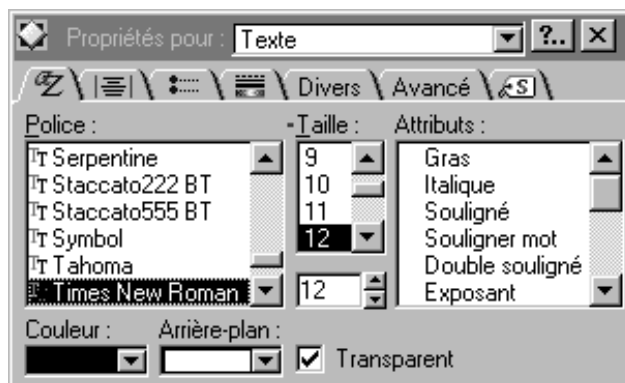 Propriétés pour : Texte ?..
Divers Avancé S
Police : Taille : Attributs :
Serpentine 9 Gras
Staccato222 BT 10 Italique
Staccato555 BT 11 Souligné
Symbol 12 Souligner mot
Tahoma Double souligné
Times New Roman 12 Exposant
Couleur : Arrière-plan :
Transparent